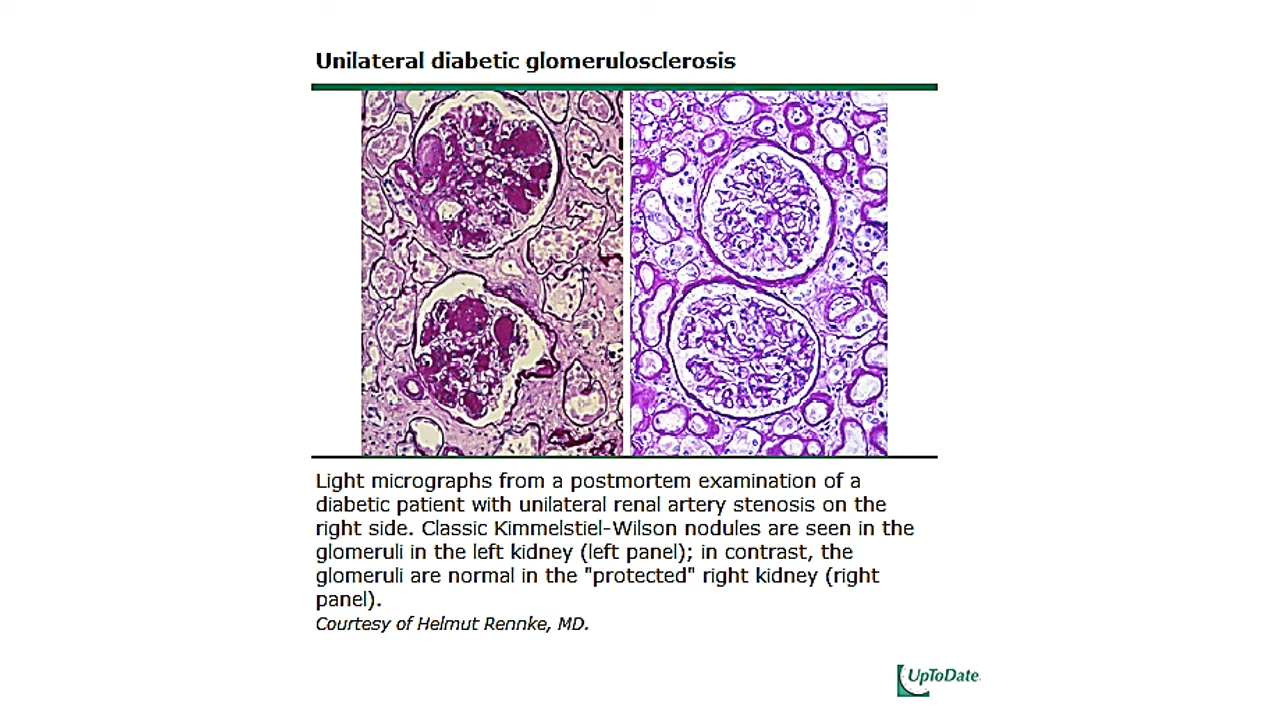 Unilateral diabetic glomerulosclerosis
Light micrographs from a postmortem examination of a
diabetic patient with unilateral renal artery stenosis on the
right side. Classic Kimmelstiel-Wilson nodules are seen in the
glomeruli in the left kidney (left panel); in contrast, the
glomeruli are normal in the "protected" right kidney (right
panel).
Courtesy of Helmut Rennke, MD.
UpToDate